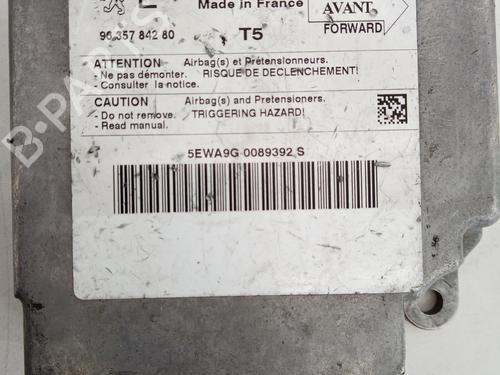 Made in France
AVANT
FORWARD
96 357 842 80
T5
ATTENTION Airbag(s) et Prétensionneurs.
- Ne pas démonter. RISQUE DE DECLENCHEMENT!
- Consulter la notice.
CAUTION Airbag(s) and Pretensioners.
- Do not remove. TRIGGERING HAZARD!
- Read manual.
5EWA9G 0089392 S
B-PARTS